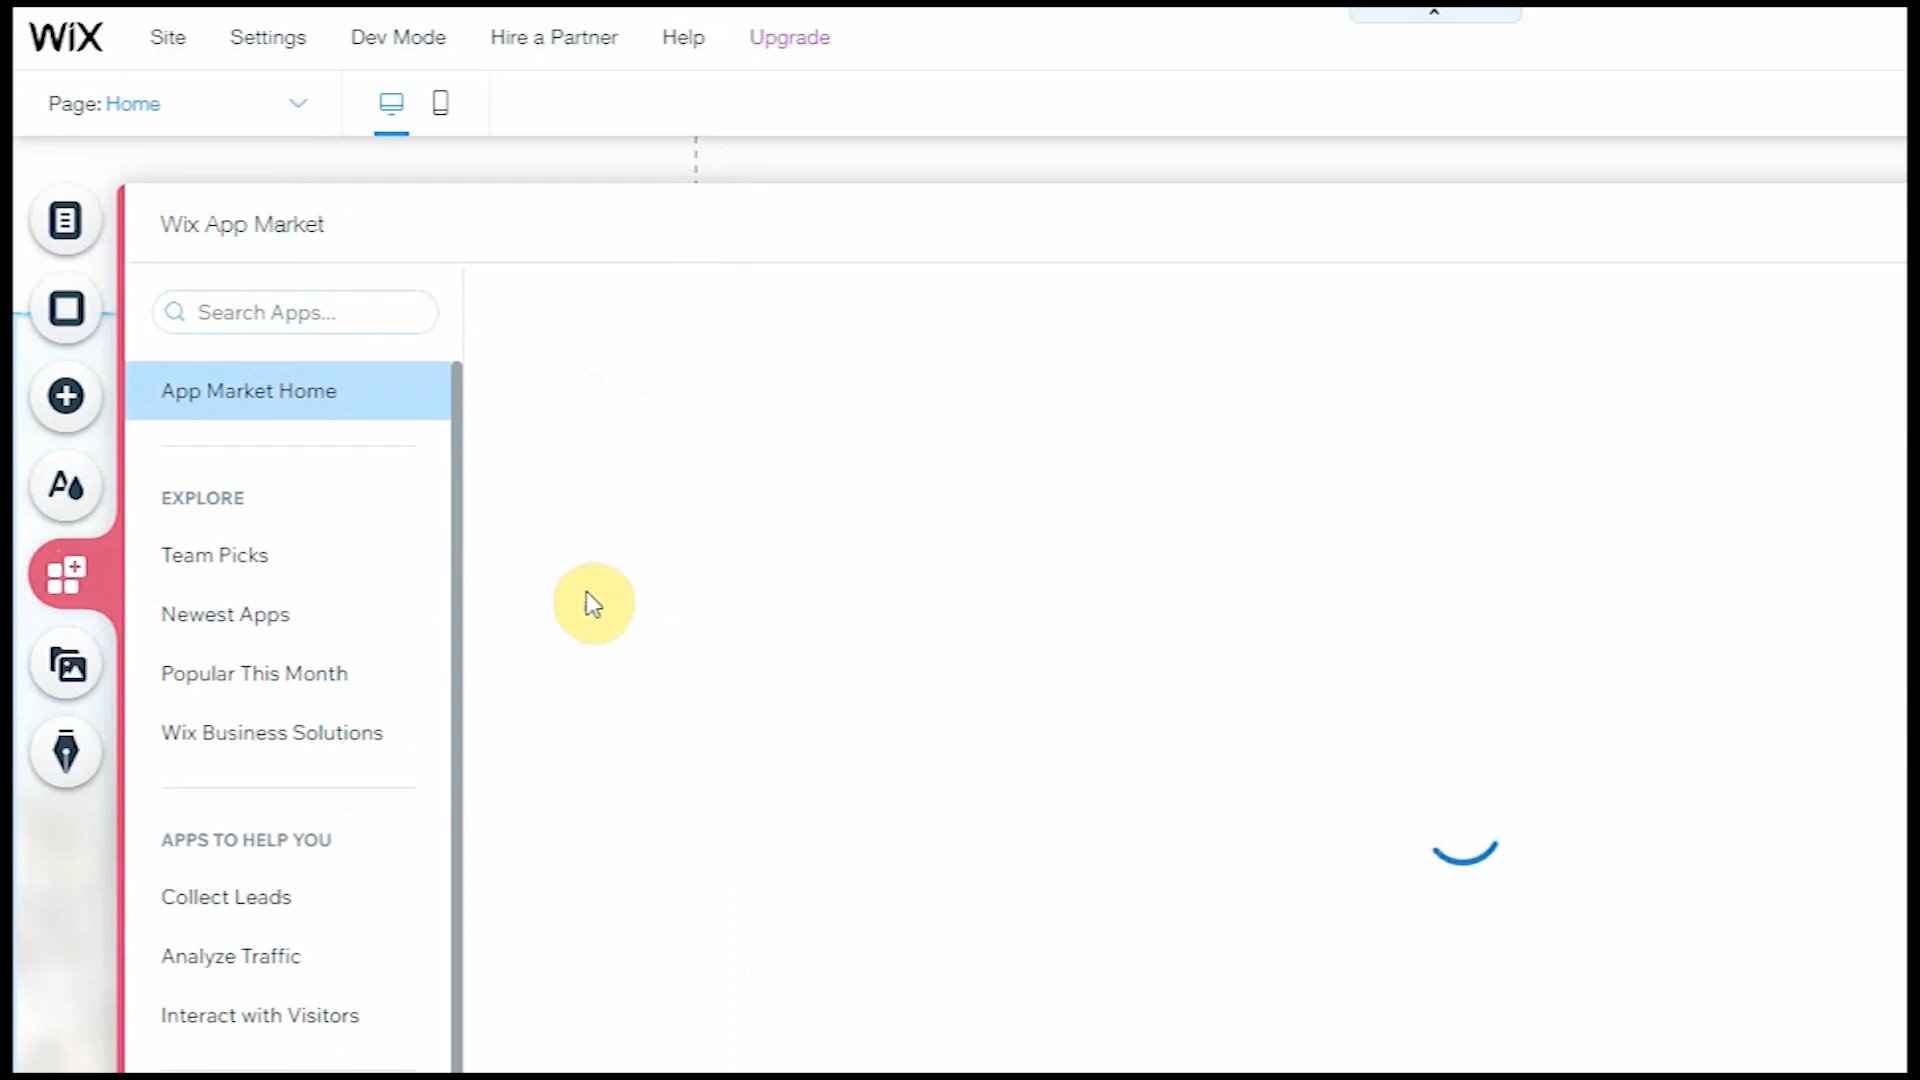 WiX Site Settings Dev Mode Hire a Partner Help Upgrade
Page: Home
Wix App Market
Search Apps...
App Market Home
EXPLORE
Team Picks
Newest Apps
Popular This Month
Wix Business Solutions
APPS TO HELP YOU
Collect Leads
Analyze Traffic
Interact with Visitors